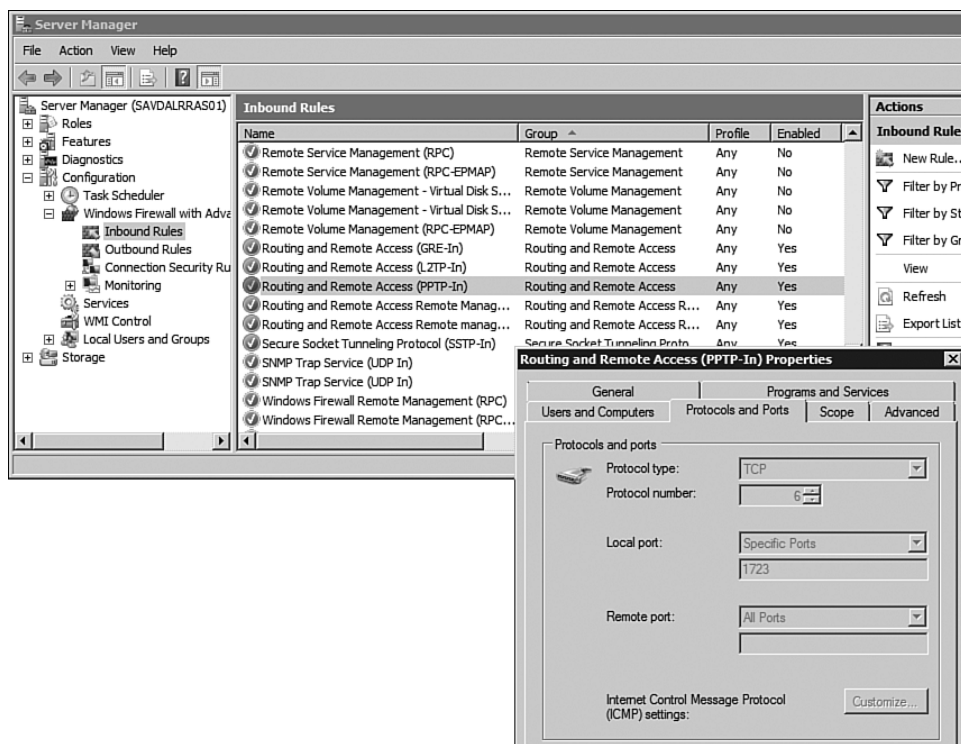 Server Manager
File Action View Help
Server Manager (SAVDALRRAS01)
Roles
Features
Diagnostics
Configuration
Task Scheduler
Windows Firewall with Adva
Inbound Rules
Outbound Rules
Connection Security Ru
Monitoring
Services
WMI Control
Local Users and Groups
Storage
Inbound Rules
Name Group Profile Enabled
Remote Service Management (RPC) Remote Service Management Any No
Remote Service Management (RPC-EPMAP) Remote Service Management Any No
Remote Volume Management - Virtual Disk S... Remote Volume Management Any No
Remote Volume Management - Virtual Disk S... Remote Volume Management Any No
Remote Volume Management (RPC-EPMAP) Remote Volume Management Any No
Routing and Remote Access (GRE-In) Routing and Remote Access Any Yes
Routing and Remote Access (L2TP-In) Routing and Remote Access Any Yes
Routing and Remote Access (PPTP-In) Routing and Remote Access Any Yes
Routing and Remote Access Remote Manag... Routing and Remote Access R... Any Yes
Routing and Remote Access Remote manag... Routing and Remote Access R... Any Yes
Secure Socket Tunneling Protocol (SSTP-In) Secure Socket Tunneling Proto... Any Yes
SNMP Trap Service (UDP In)
SNMP Trap Service (UDP In)
Windows Firewall Remote Management (RPC)
Windows Firewall Remote Management (RPC...
Actions
Inbound Rule
New Rule..
Filter by Pr
Filter by St
Filter by Gr
View
Refresh
Export List
Routing and Remote Access (PPTP-In) Properties
General Programs and Services
Users and Computers Protocols and Ports Scope Advanced
Protocols and ports
Protocol type: TCP
Protocol number: 6
Local port: Specific Ports
1723
Remote port: All Ports
Internet Control Message Protocol
(ICMP) settings: Customize...